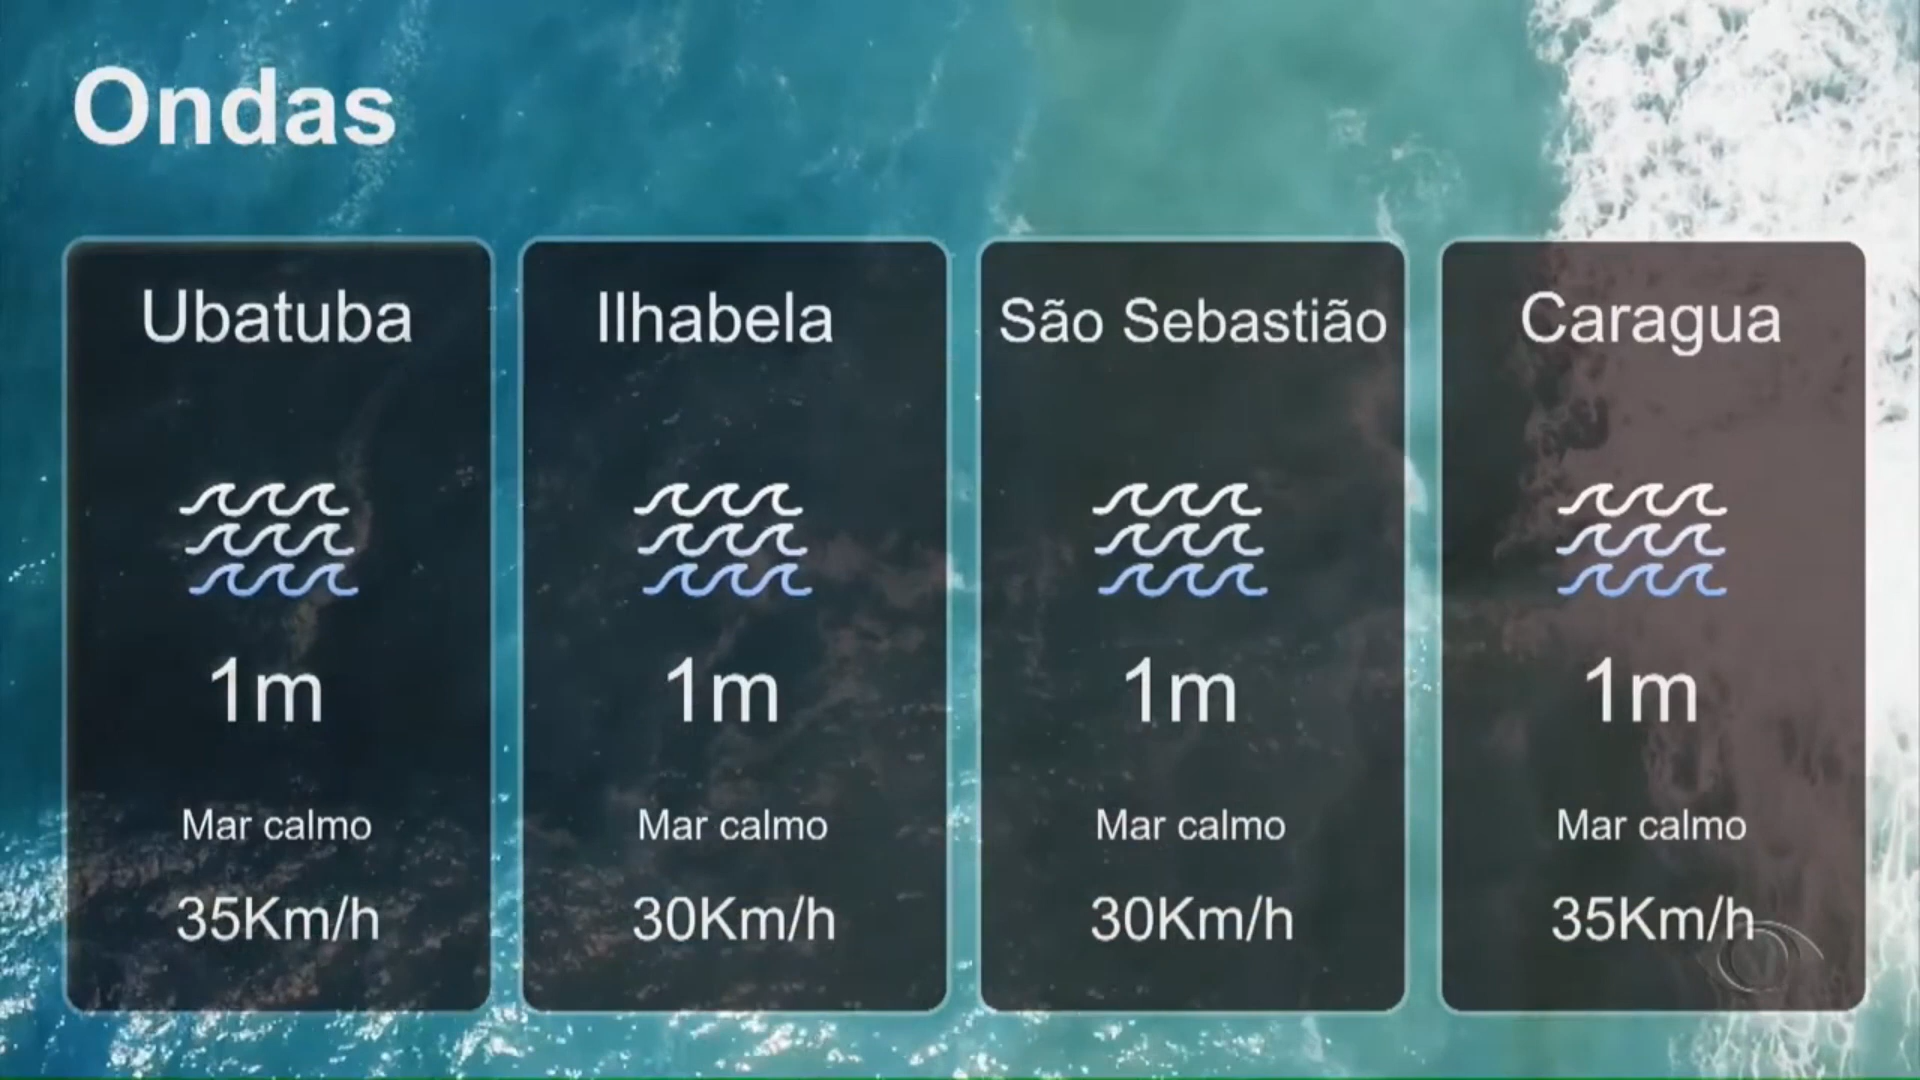 Ondas
Ubatuba
1m
Mar calmo
35Km/h
Ilhabela
1m
Mar calmo
30Km/h
São Sebastião
1m
Mar calmo
30Km/h
Caragua
1m
Mar calmo
35Km/h